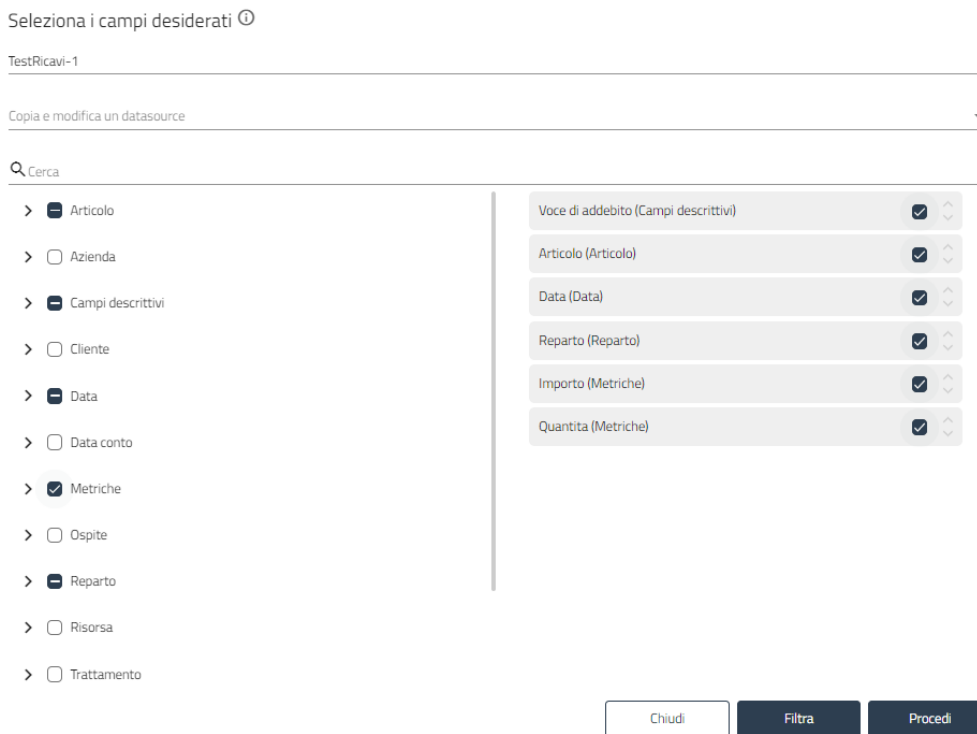 Seleziona i campi desiderati
TestRicavi-1
Copia e modifica un datasource
Cerca
Articolo
Azienda
Campi descrittivi
Cliente
Data
Data conto
Metriche
Ospite
Reparto
Risorsa
Trattamento
Voce di addebito (Campi descrittivi)
Articolo (Articolo)
Data (Data)
Reparto (Reparto)
Importo (Metriche)
Quantita (Metriche)
Chiudi
Filtra
Procedi